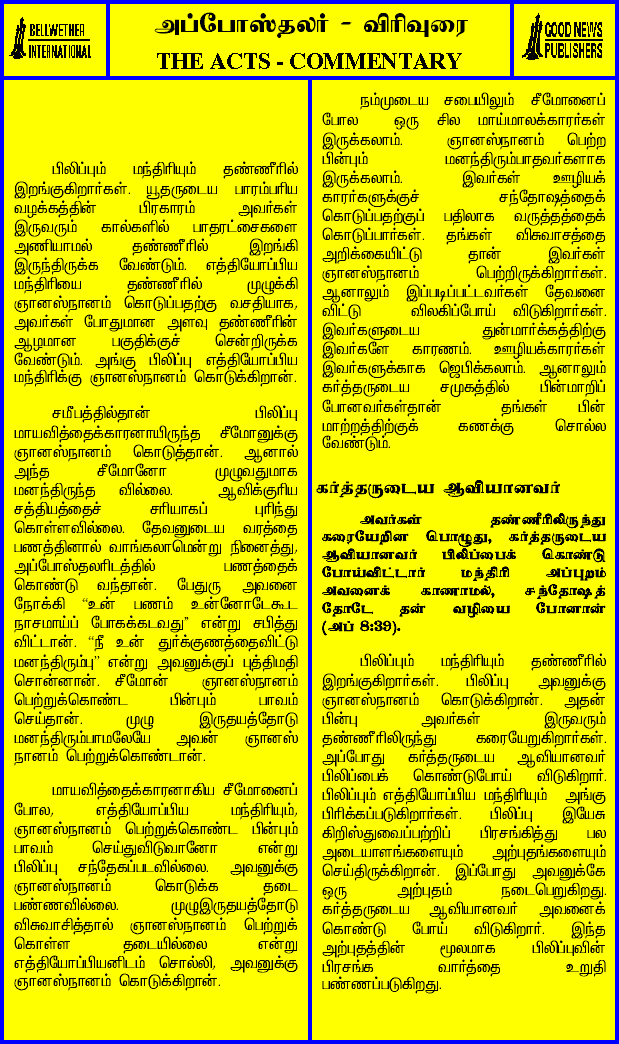 BELLWETHER
INTERNATIONAL
அப்போஸ்தலர் - விரிவுரை
THE ACTS - COMMENTARY
GOOD NEWS
PUBLISHERS
பிலிப்பும் மந்திரியும் தண்ணீரில்
இறங்குகிறார்கள். யூதருடைய பாரம்பரிய
வழக்கத்தின் பிரகாரம் அவர்கள்
இருவரும் கால்களில் பாதரட்சைகளை
அணியாமல் தண்ணீரில் இறங்கி
இருந்திருக்க வேண்டும். எத்தியோப்பிய
மந்திரியை தண்ணீரில் முழுக்கி
ஞானஸ்நானம் கொடுப்பதற்கு வசதியாக,
அவர்கள் போதுமான அளவு தண்ணீரின்
ஆழமான பகுதிக்குச் சென்றிருக்க
வேண்டும். அங்கு பிலிப்பு எத்தியோப்பிய
மந்திரிக்கு ஞானஸ்நானம் கொடுக்கிறான்.
சமீபத்தில்தான் பிலிப்பு
மாயவித்தைக்காரனாயிருந்த சீமோனுக்கு
ஞானஸ்நானம் கொடுத்தான். ஆனால்
அந்த சீமோனோ முழுவதுமாக
மனந்திருந்த வில்லை. ஆவிக்குரிய
சத்தியத்தைச் சரியாகப் புரிந்து
கொள்ளவில்லை. தேவனுடைய வரத்தை
பணத்தினால் வாங்கலாமென்று நினைத்து,
அப்போஸ்தலரிடத்தில் பணத்தைக்
கொண்டு வந்தான். பேதுரு அவனை
நோக்கி “உன் பணம் உன்னோடேகூட
நாசமாய்ப் போகக்கடவது” என்று சபித்து
விட்டான். “நீ உன் துர்க்குணத்தைவிட்டு
மனந்திரும்பு” என்று அவனுக்குப் புத்திமதி
சொன்னான். சீமோன் ஞானஸ்நானம்
பெற்றுக்கொண்ட பின்பும் பாவம்
செய்தான். முழு இருதயத்தோடு
மனந்திரும்பாமலேயே அவன் ஞானஸ்
நானம் பெற்றுக்கொண்டான்.
மாயவித்தைக்காரனாகிய சீமோனைப்
போல, எத்தியோப்பிய மந்திரியும்,
ஞானஸ்நானம் பெற்றுக்கொண்ட பின்பும்
பாவம் செய்துவிடுவானோ என்று
பிலிப்பு சந்தேகப்படவில்லை. அவனுக்கு
ஞானஸ்நானம் கொடுக்க தடை
பண்ணவில்லை. முழுஇருதயத்தோடு
விசுவாசித்தால் ஞானஸ்நானம் பெற்றுக்
கொள்ள தடையில்லை என்று
எத்தியோப்பியனிடம் சொல்லி, அவனுக்கு
ஞானஸ்நானம் கொடுக்கிறான்.
நம்முடைய சபையிலும் சீமோனைப்
போல ஒரு சில மாய்மாலக்காரர்கள்
இருக்கலாம். ஞானஸ்நானம் பெற்ற
பின்பும் மனந்திரும்பாதவர்களாக
இருக்கலாம். இவர்கள் ஊழியக்
காரர்களுக்குச் சந்தோஷத்தைக்
கொடுப்பதற்குப் பதிலாக வருத்தத்தைக்
கொடுப்பார்கள். தங்கள் விசுவாசத்தை
அறிக்கையிட்டு தான் இவர்கள்
ஞானஸ்நானம் பெற்றிருக்கிறார்கள்.
ஆனாலும் இப்படிப்பட்டவர்கள் தேவனை
விட்டு விலகிப்போய் விடுகிறார்கள்.
இவர்களுடைய துன்மார்க்கத்திற்கு
இவர்களே காரணம். ஊழியக்காரர்கள்
இவர்களுக்காக ஜெபிக்கலாம். ஆனாலும்
கர்த்தருடைய சமுகத்தில் பின்மாறிப்
போனவர்கள்தான் தங்கள் பின்
மாற்றத்திற்குக் கணக்கு சொல்ல
வேண்டும்.
கர்த்தருடைய ஆவியானவர்
அவர்கள் தண்ணீரிலிருந்து
கரையேறின பொழுது, கர்த்தருடைய
ஆவியானவர் பிலிப்பைக் கொண்டு
போய்விட்டார் மந்திரி அப்புறம்
அவனைக் காணாமல், சந்தோஷத்
தோடே தன் வழியை போனான்
(அப் 8:39).
பிலிப்பும் மந்திரியும் தண்ணீரில்
இறங்குகிறார்கள். பிலிப்பு அவனுக்கு
ஞானஸ்நானம் கொடுக்கிறான். அதன்
பின்பு அவர்கள் இருவரும்
தண்ணீரிலிருந்து கரையேறுகிறார்கள்.
அப்போது கர்த்தருடைய ஆவியானவர்
பிலிப்பைக் கொண்டுபோய் விடுகிறார்.
பிலிப்பும் எத்தியோப்பிய மந்திரியும் அங்கு
பிரிக்கப்படுகிறார்கள். பிலிப்பு இயேசு
கிறிஸ்துவைப்பற்றிப் பிரசங்கித்து பல
அடையாளங்களையும் அற்புதங்களையும்
செய்திருக்கிறான். இப்போது அவனுக்கே
ஒரு அற்புதம் நடைபெறுகிறது.
கர்த்தருடைய ஆவியானவர் அவனைக்
கொண்டு போய் விடுகிறார். இந்த
அற்புதத்தின் மூலமாக பிலிப்புவின்
பிரசங்க வார்த்தை உறுதி
பண்ணப்படுகிறது.